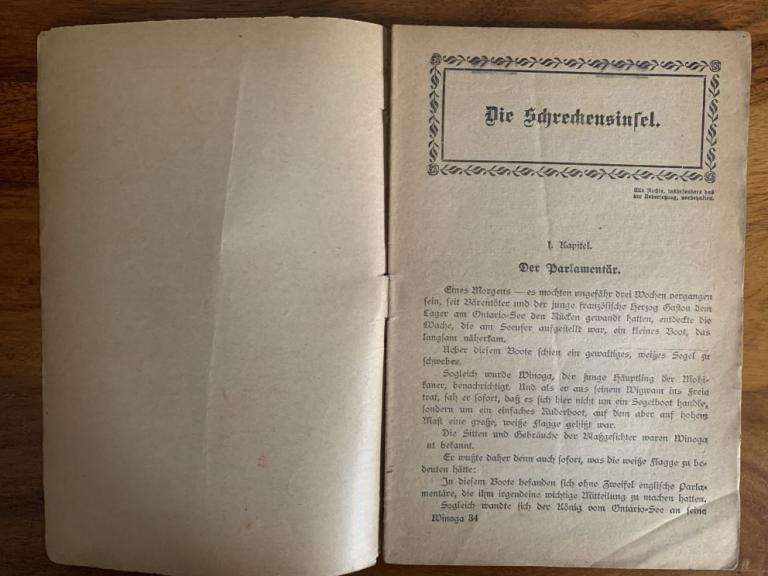 Die Schreckensinsel.
Alle Rechte, insbesondere das
der Uebersetzung, vorbehalten.
1. Kapitel.
Der Parlamentär.
Eines Morgens — es mochten ungefähr drei Wochen vergangen
sein, seit Bärentöter und der junge französische Herzog Gaston dem
Lager am Ontario-See den Rücken gewandt hatten, entdeckte die
Wache, die am Seeufer aufgestellt war, ein kleines Boot, das
langsam näherkam.
Ueber diesem Boote schien ein gewaltiges, weißes Segel zu
schweben.
Sogleich wurde Winoga, der junge Häuptling der Mohi-
kaner, benachrichtigt. Und als er aus seinem Wigwam ins Freie
trat, sah er sofort, daß es sich hier nicht um ein Segelboot handle,
sondern um ein einfaches Ruderboot, auf dem aber auf hohem
Mast eine große, weiße Flagge gehißt war.
Die Sitten und Gebräuche der Blaßgesichter waren Winoga
ut bekannt.
Er wußte daher denn auch sofort, was die weiße Flagge zu be-
deuten hätte:
In diesem Boote befanden sich ohne Zweifel englische Parla-
mentäre, die ihm irgendeine wichtige Mitteilung zu machen hatten.
Sogleich wandte sich der König vom Ontario-See an seine
Winoga 34